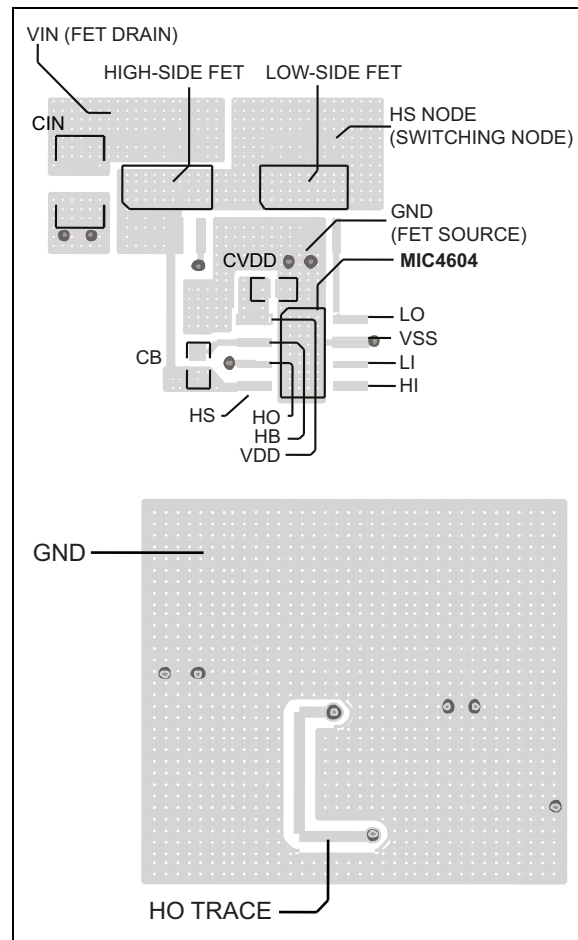 VIN (FET DRAIN)
HIGH-SIDE FET
LOW-SIDE FET
CIN
HS NODE
(SWITCHING NODE)
GND
(FET SOURCE)
CVDD
MIC4604
LO
VSS
CB
LI
HI
HS
HO
HB
VDD
GND
HO TRACE